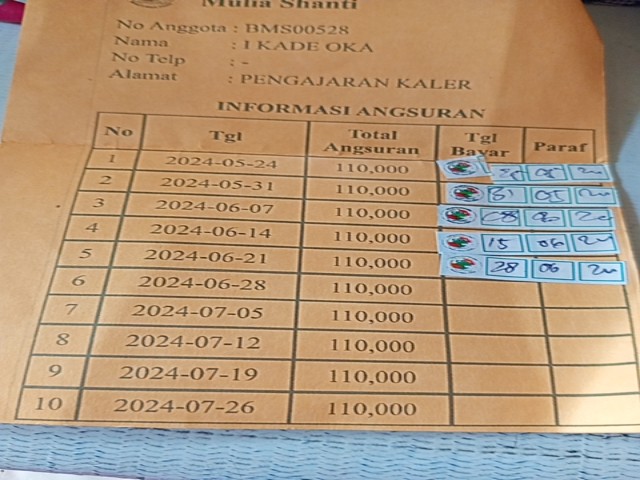 Mulia Shanti
No Anggota : BMS00528
Nama : I KADE OKA
No Telp : -
Alamat : PENGAJARAN KALER
INFORMASI ANGSURAN
No Tgl Total Angsuran Tgl Bayar Paraf
1 2024-05-24 110,000 05 24
2 2024-05-31 110,000 31 05 24
3 2024-06-07 110,000 08 06 24
4 2024-06-14 110,000 15 06 24
5 2024-06-21 110,000 28 06 24
6 2024-06-28 110,000
7 2024-07-05 110,000
8 2024-07-12 110,000
9 2024-07-19 110,000
10 2024-07-26 110,000